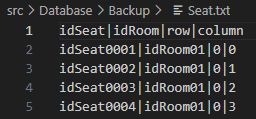 src > Database > Backup > Seat.txt
1 idSeat|idRoom|row|column
2 idSeat0001|idRoom01|0|0
3 idSeat0002|idRoom01|0|1
4 idSeat0003|idRoom01|0|2
5 idSeat0004|idRoom01|0|3